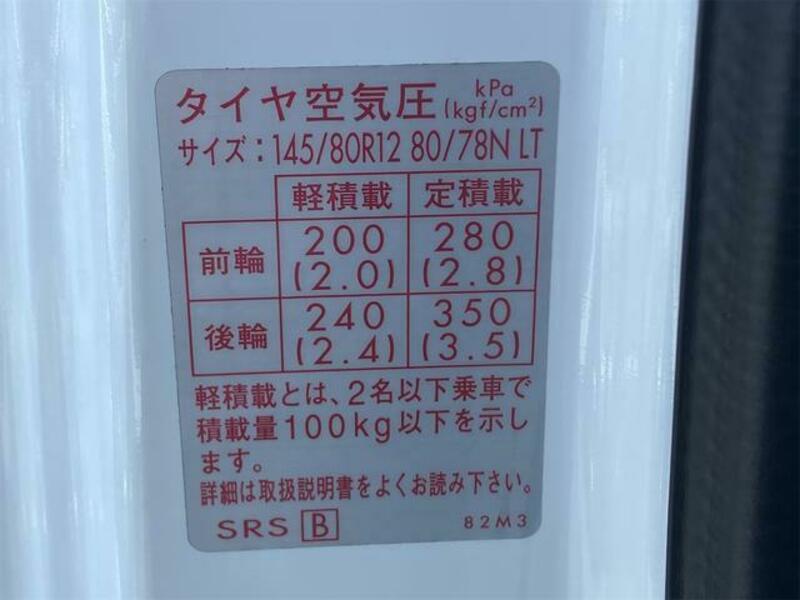 タイヤ空気圧 kPa (kgf/cm²)
サイズ：145/80R12 80/78N LT
軽積載 定積載
前輪 200 (2.0) 280 (2.8)
後輪 240 (2.4) 350 (3.5)
軽積載とは、2名以下乗車で
積載量100kg以下を示し
ます。
詳細は取扱説明書をよくお読み下さい。
SRS B 82M3